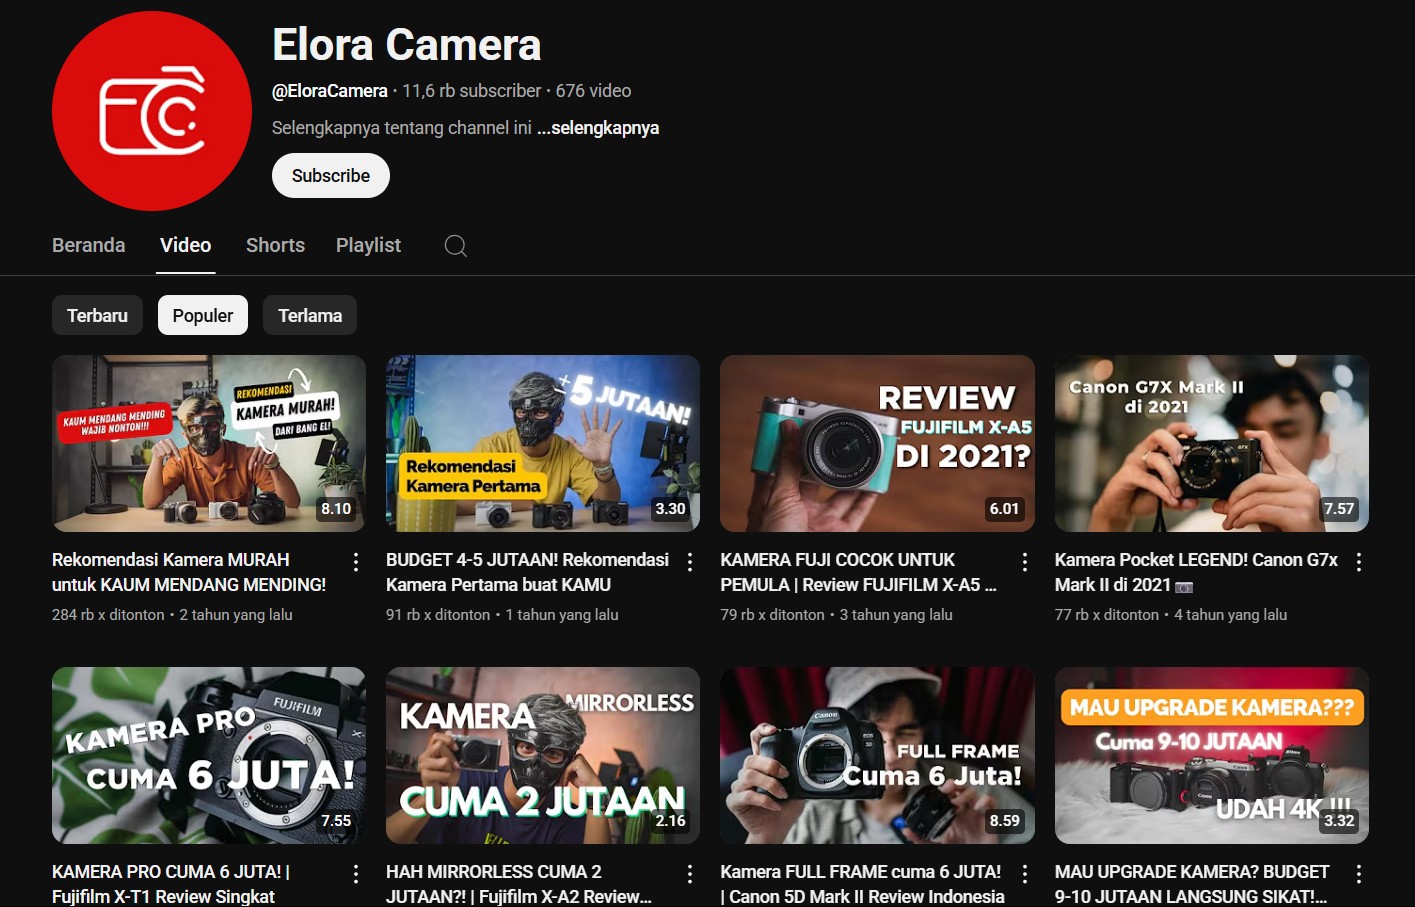 Elora Camera
@EloraCamera · 11,6 rb subscriber · 676 video
Selengkapnya tentang channel ini ...selengkapnya
Subscribe
Beranda Video Shorts Playlist
Terbaru Populer Terlama
KAUM MENDANG MENDING
WAJIB NONTON!!!
REKOMENDASI
KAMERA MURAH!
DARI BANG EL!
8.10
+5 JUTAAN!
Rekomendasi
Kamera Pertama
3.30
REVIEW
FUJIFILM X-A5
DI 2021?
6.01
Canon G7X Mark II
di 2021
7.57
Rekomendasi Kamera MURAH
untuk KAUM MENDANG MENDING!
284 rb x ditonton · 2 tahun yang lalu
BUDGET 4-5 JUTAAN! Rekomendasi
Kamera Pertama buat KAMU
91 rb x ditonton · 1 tahun yang lalu
KAMERA FUJI COCOK UNTUK
PEMULA | Review FUJIFILM X-A5 ...
79 rb x ditonton · 3 tahun yang lalu
Kamera Pocket LEGEND! Canon G7x
Mark II di 2021 📷
77 rb x ditonton · 4 tahun yang lalu
FUJIFILM
KAMERA PRO
CUMA 6 JUTA!
7.55
KAMERA MIRRORLESS
CUMA 2 JUTAAN
2.16
Canon
EOS
5D
FULL FRAME
Cuma 6 Juta!
8.59
MAU UPGRADE KAMERA???
Cuma 9-10 JUTAAN
UDAH 4K !!!
3.32
KAMERA PRO CUMA 6 JUTA! |
Fujifilm X-T1 Review Singkat
HAH MIRRORLESS CUMA 2
JUTAAN?! | Fujifilm X-A2 Review...
Kamera FULL FRAME cuma 6 JUTA!
| Canon 5D Mark II Review Indonesia
MAU UPGRADE KAMERA? BUDGET
9-10 JUTAAN LANGSUNG SIKAT!...